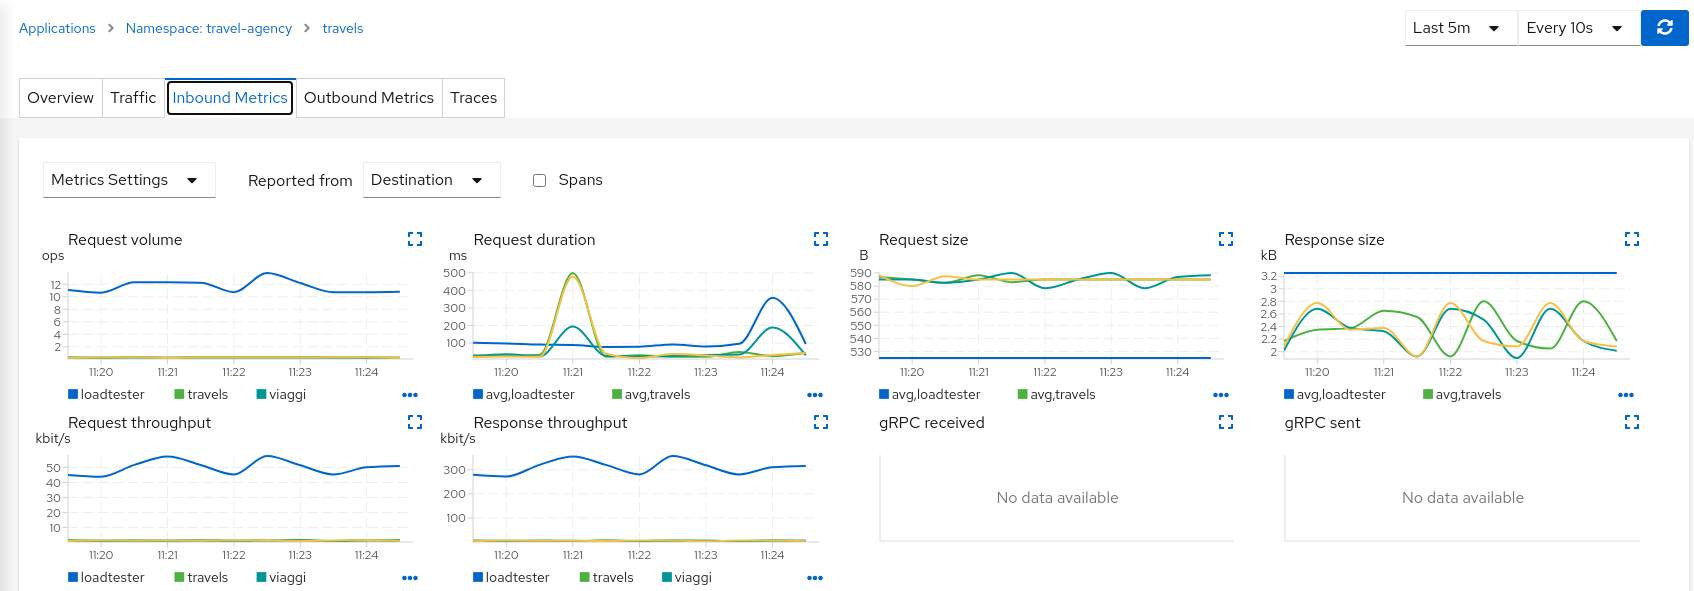 Applications > Namespace: travel-agency > travels
Last 5m
Every 10s
Overview
Traffic
Inbound Metrics
Outbound Metrics
Traces
Metrics Settings
Reported from
Destination
Spans
Request volume
ops
12
10
8
6
4
2
11:20 11:21 11:22 11:23 11:24
loadtester travels viaggi
Request duration
ms
500
400
300
200
100
11:20 11:21 11:22 11:23 11:24
avg,loadtester avg,travels
Request size
B
590
580
570
560
550
540
530
11:20 11:21 11:22 11:23 11:24
avg,loadtester avg,travels
Response size
kB
3.2
3
2.8
2.6
2.4
2.2
2
11:20 11:21 11:22 11:23 11:24
avg,loadtester avg,travels
Request throughput
kbit/s
50
40
30
20
10
11:20 11:21 11:22 11:23 11:24
loadtester travels viaggi
Response throughput
kbit/s
300
200
100
11:20 11:21 11:22 11:23 11:24
loadtester travels viaggi
gRPC received
No data available
gRPC sent
No data available